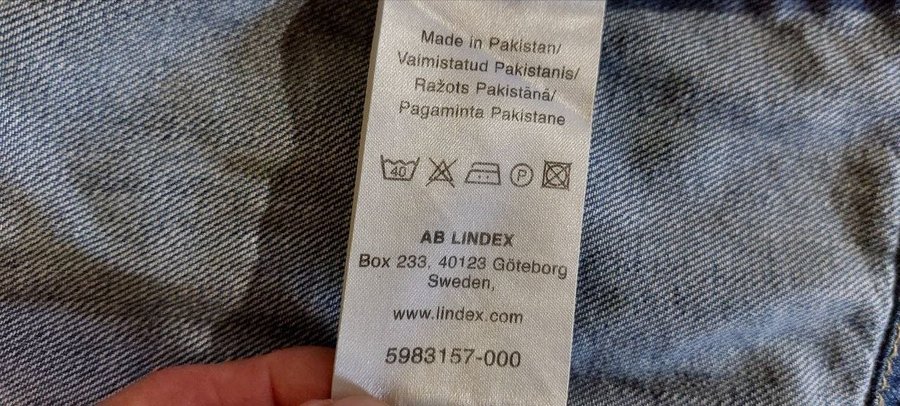 Made in Pakistan/
Vaimistatud Pakistanis/
Ražots Pakistānā/
Pagaminta Pakistane
40 P
AB LINDEX
Box 233, 40123 Göteborg
Sweden,
www.lindex.com
5983157-000